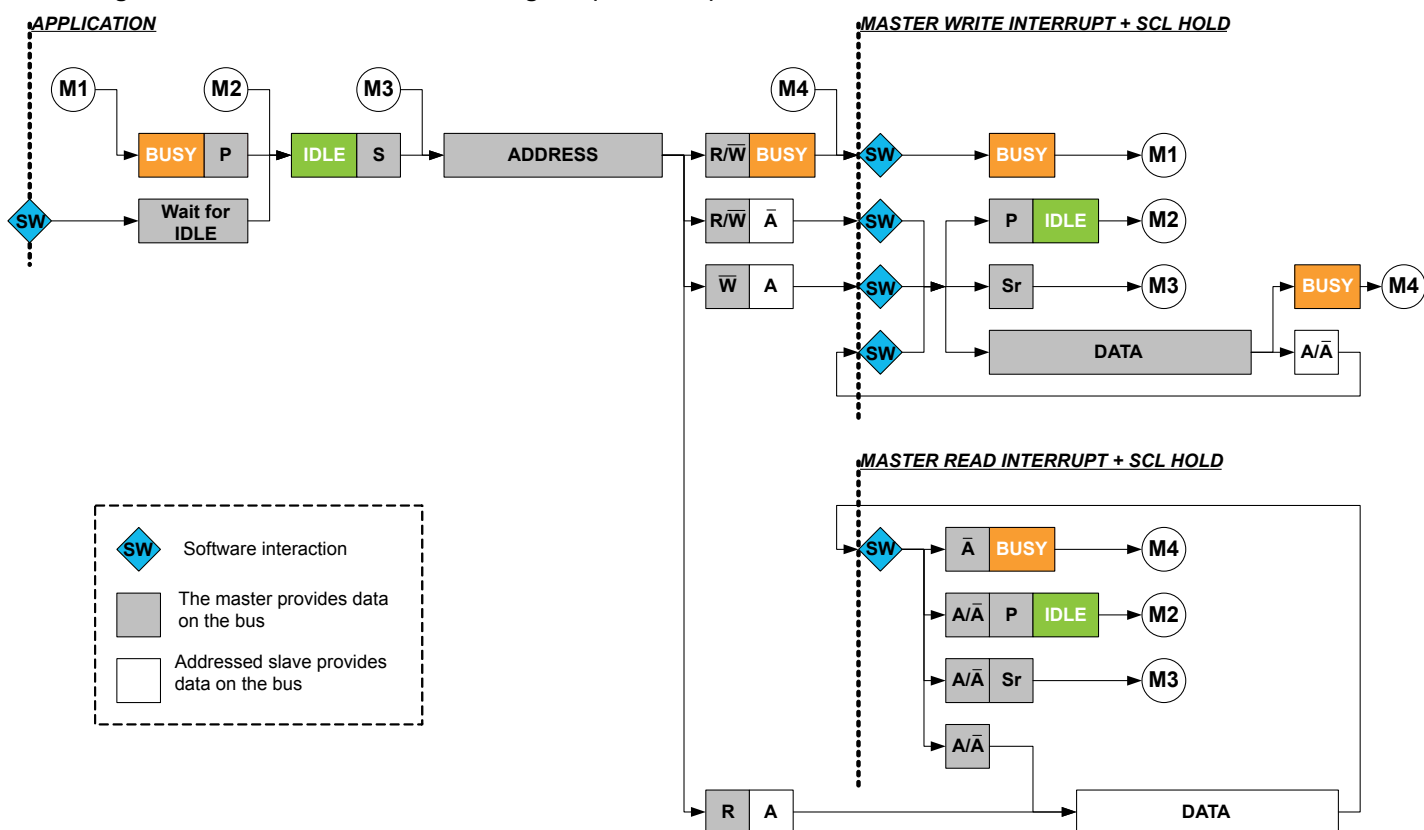 APPLICATION
MASTER WRITE INTERRUPT + SCL HOLD
M1
M2
M3
M4
BUSY P
IDLE S
ADDRESS
R/W̅ BUSY
SW
BUSY
M1
SW
Wait for
IDLE
R/W̅ A̅
SW
P IDLE
M2
W̅ A
SW
Sr
M3
BUSY
M4
SW
DATA
A/A̅
MASTER READ INTERRUPT + SCL HOLD
SW
A̅ BUSY
M4
A/A̅ P IDLE
M2
A/A̅ Sr
M3
A/A̅
R A
DATA
SW Software interaction
The master provides data
on the bus
Addressed slave provides
data on the bus